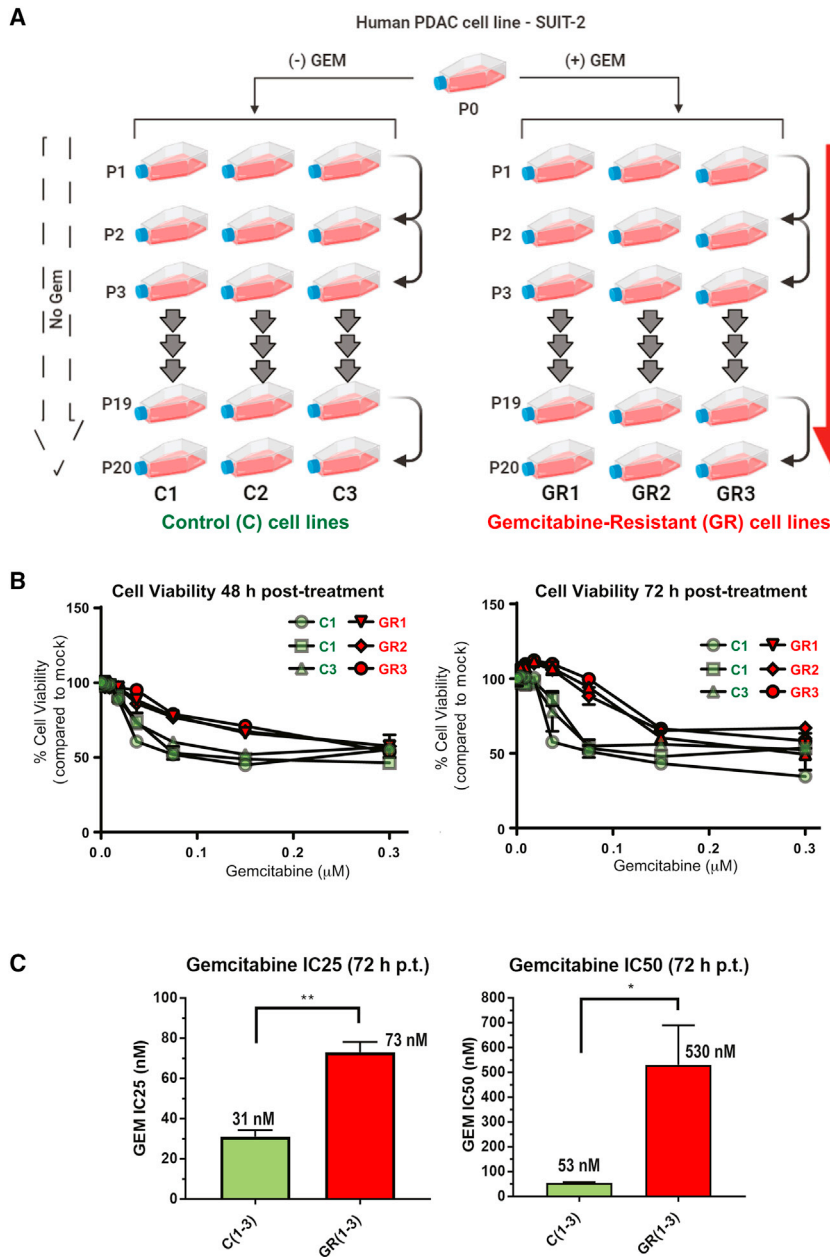 A
Human PDAC cell line - SUIT-2
(-) GEM
(+) GEM
P0
P1
P1
P2
P2
P3
P3
No Gem
P19
P19
P20
P20
C1 C2 C3
GR1 GR2 GR3
Control (C) cell lines
Gemcitabine-Resistant (GR) cell lines
B
Cell Viability 48 h post-treatment
% Cell Viability
( compared to mock)
150
100
50
0
0.0 0.1 0.2 0.3
Gemcitabine (μM)
C1 GR1
C1 GR2
C3 GR3
Cell Viability 72 h post-treatment
% Cell Viability
( compared to mock)
150
100
50
0
0.0 0.1 0.2 0.3
Gemcitabine (μM)
C1 GR1
C1 GR2
C3 GR3
C
Gemcitabine IC25 (72 h p.t.)
GEM IC25 (nM)
100
80
60
40
20
0
**
31 nM
73 nM
C(1-3)
GR(1-3)
Gemcitabine IC50 (72 h p.t.)
GEM IC50 (nM)
800
700
600
500
400
300
250
200
150
100
50
0
*
53 nM
530 nM
C(1-3)
GR(1-3)